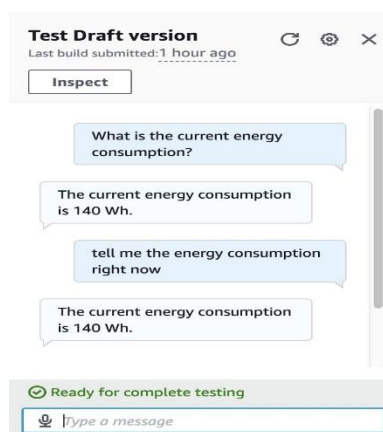 Test Draft version
Last build submitted:1 hour ago
Inspect
What is the current energy
consumption?
The current energy consumption
is 140 Wh.
tell me the energy consumption
right now
The current energy consumption
is 140 Wh.
Ready for complete testing
Type a message